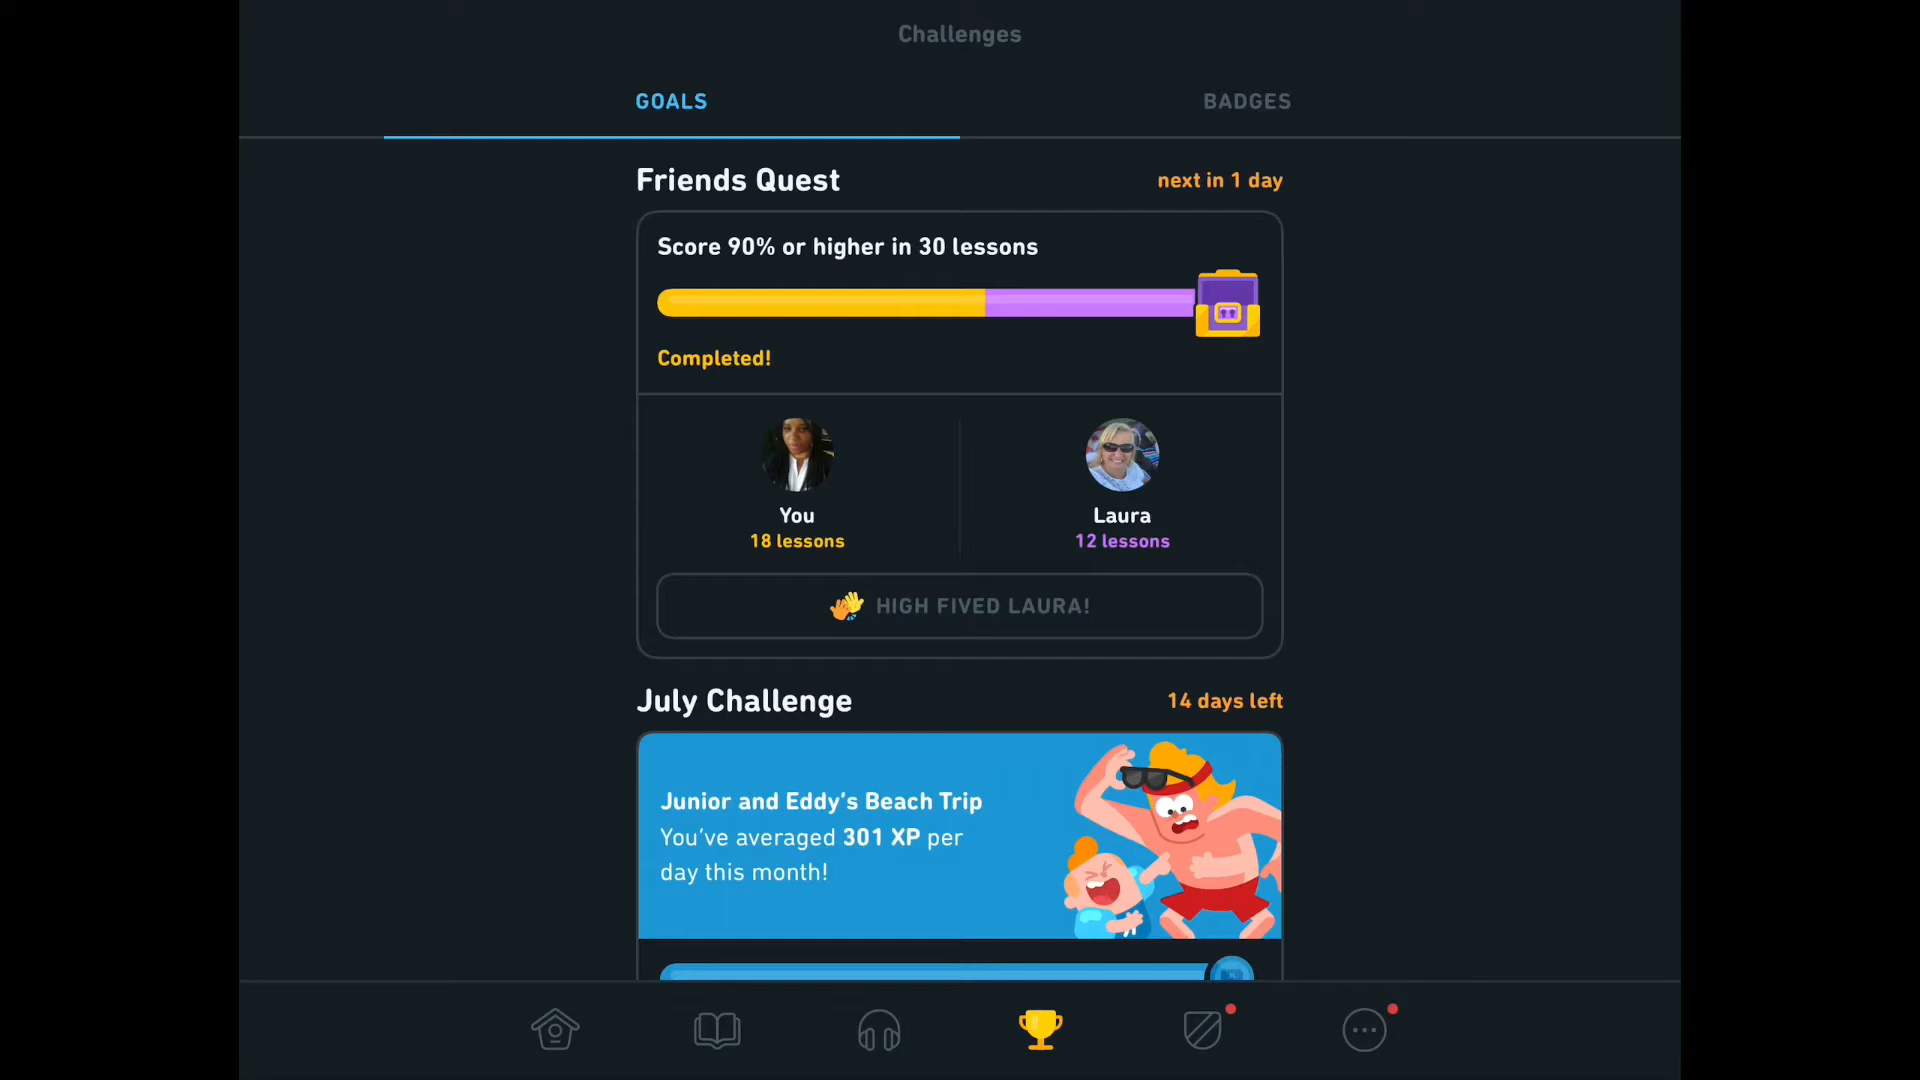 Challenges
GOALS
BADGES
Friends Quest
next in 1 day
Score 90% or higher in 30 lessons
Completed!
You
Laura
18 lessons
12 lessons
HIGH FIVED LAURA!
July Challenge
14 days left
Junior and Eddy's Beach Trip
You've averaged 301 XP per
day this month!